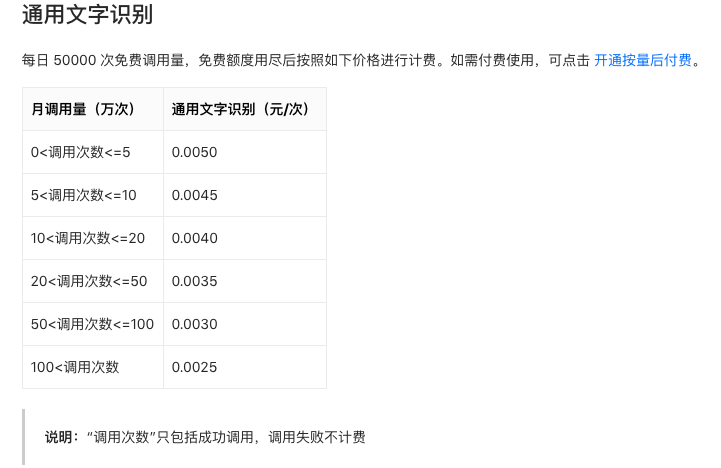 通用文字识别
每日 50000 次免费调用量，免费额度用尽后按照如下价格进行计费。如需付费使用，可点击 开通按量后付费。
月调用量（万次） 通用文字识别（元/次）
0<调用次数<=5 0.0050
5<调用次数<=10 0.0045
10<调用次数<=20 0.0040
20<调用次数<=50 0.0035
50<调用次数<=100 0.0030
100<调用次数 0.0025
说明：“调用次数”只包括成功调用，调用失败不计费